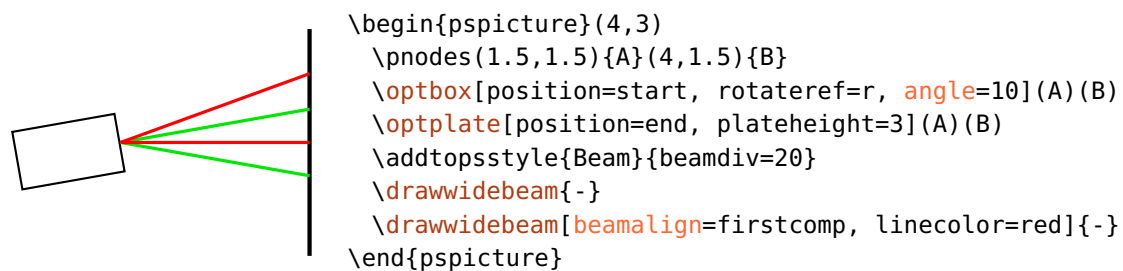 \begin{pspicture}(4,3)
  \pnodes(1.5,1.5){A}(4,1.5){B}
  \optbox[position=start, rotateref=r, angle=10](A)(B)
  \optplate[position=end, plateheight=3](A)(B)
  \addtopsstyle{Beam}{beamdiv=20}
  \drawwidebeam{-}
  \drawwidebeam[beamalign=firstcomp, linecolor=red]{-}
\end{pspicture}